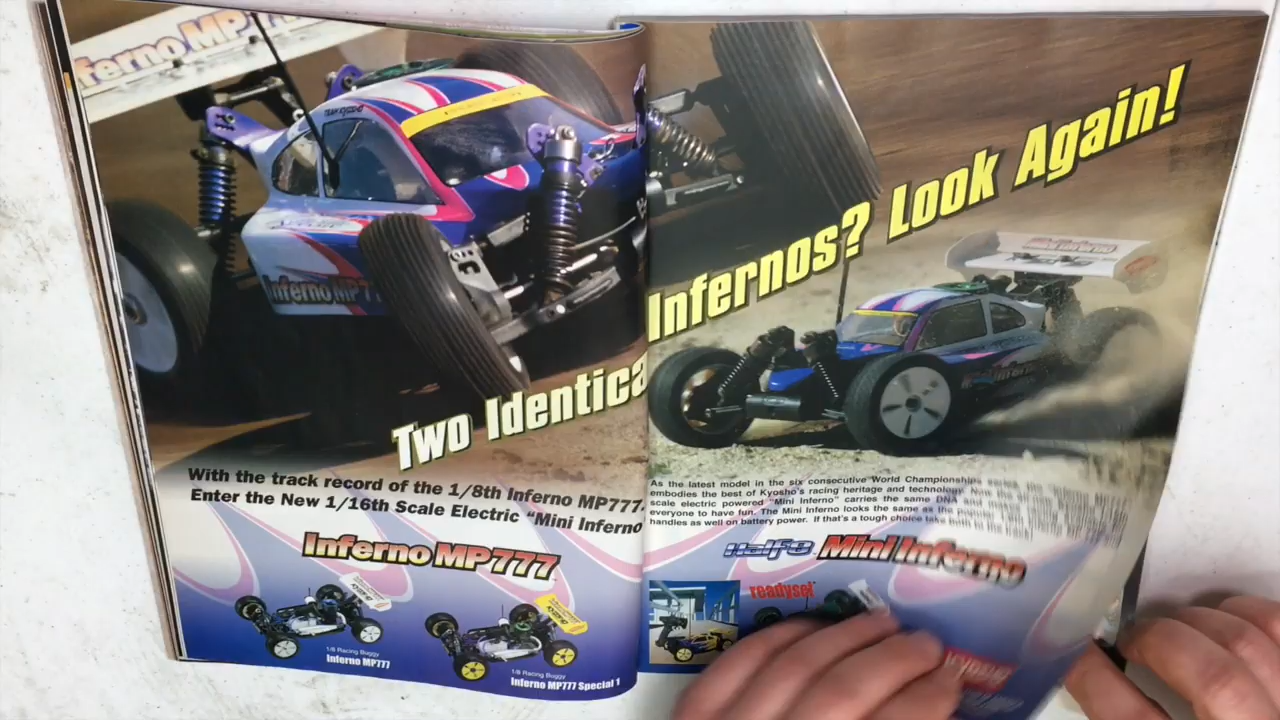 ferno MP
Inferno MP7
Two Identica
Infernos? Look Again!
Mini Inferno
With the track record of the 1/8th Inferno MP777.
Enter the New 1/16th Scale Electric "Mini Inferno
Inferno MP777
1/8 Racing Buggy
Inferno MP777
1/8 Racing Buggy
Inferno MP777 Special 1
As the latest model in the six consecutive World Championship
embodies the best of Kyosho's racing heritage and technology
scale electric powered "Mini Inferno" carries the same DNA
everyone to have fun. The Mini Inferno looks the same as the
handles as well on battery power. If that's a tough choice take
Half8 Mini Inferno
readyset